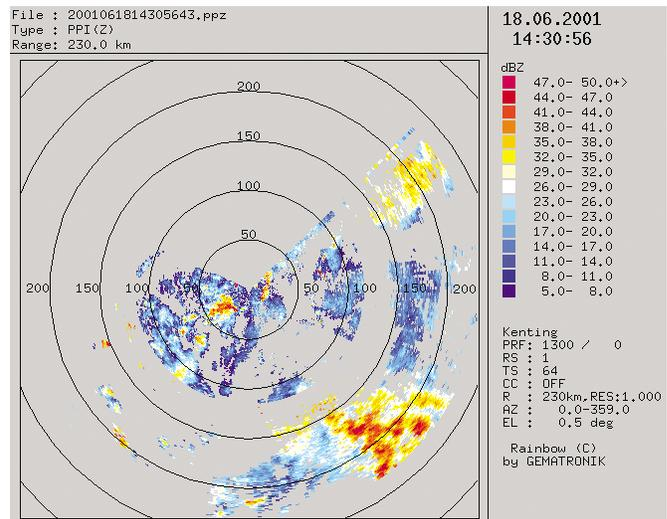 File : 2001061814305643.ppz
Type : PPI(Z)
Range: 230.0 km
18.06.2001
14:30:56
dBZ
47.0- 50.0+>
44.0- 47.0
41.0- 44.0
38.0- 41.0
35.0- 38.0
32.0- 35.0
29.0- 32.0
26.0- 29.0
23.0- 26.0
20.0- 23.0
17.0- 20.0
14.0- 17.0
11.0- 14.0
8.0- 11.0
5.0- 8.0
200
150
100
50
200 150 100 50 50 100 150 200
Kenting
PRF: 1300 / 0
RS : 1
TS : 64
CC : OFF
R : 230km,RES:1.000
AZ : 0.0-359.0
EL : 0.5 deg
Rainbow (C)
by GEMATRONIK